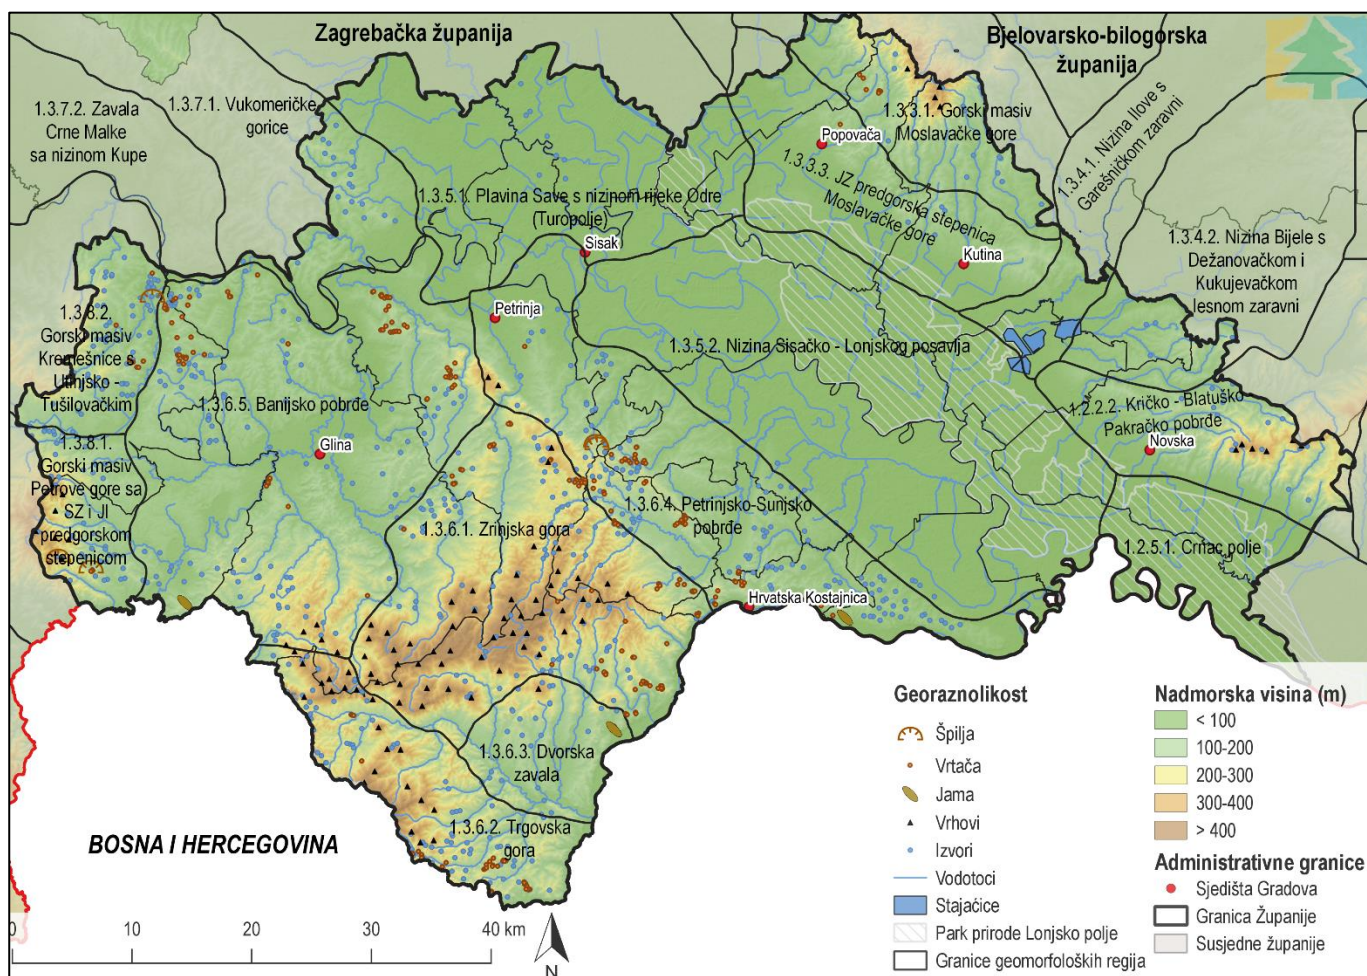 Zagrebačka županija
Bjelovarsko-bilogorska
županija
1.3.7.2. Zavala
Crne Malke
sa nizinom Kupe
1.3.7.1. Vukomeričke
gorice
1.3.3.1. Gorski masiv
Moslavačke gore
Popovača
1.3.4.1. Nizina Ilove s
Garešničkom zaravni
1.3.3.3. JZ predgorska stepenica
Moslavačke gore
1.3.5.1. Plavina Save s nizinom rijeke Odre
(Turopolje)
Sisak
Kutina
1.3.4.2. Nizina Bijele s
Dežanovačkom i
Kukujevačkom
lesnom zaravni
Petrinja
1.3.8.2.
Gorski masiv
Kremešnice s
Utinjsko -
Tušilovačkim
1.3.5.2. Nizina Sisačko - Lonjskog posavlja
1.3.6.5. Banijsko pobrđe
1.2.2.2. Kričko - Blatuško
Pakračko pobrđe
Novska
Glina
1.3.8.1.
Gorski masiv
Petrove gore sa
SZ i JI
predgorskom
stepenicom
1.3.6.4. Petrinjsko-Sunjsko
pobrđe
1.3.6.1. Zrinjska gora
1.2.5.1. Crnac polje
Hrvatska Kostajnica
1.3.6.3. Dvorska
zavala
1.3.6.2. Trgovska
gora
BOSNA I HERCEGOVINA
Georaznolikost
Špilja
Vrtača
Jama
Vrhovi
Izvori
Vodotoci
Stajaćice
Park prirode Lonjsko polje
Granice geomorfoloških regija
Nadmorska visina (m)
< 100
100-200
200-300
300-400
> 400
Administrativne granice
Sjedišta Gradova
Granica Županije
Susjedne županije
0 10 20 30 40 km
N